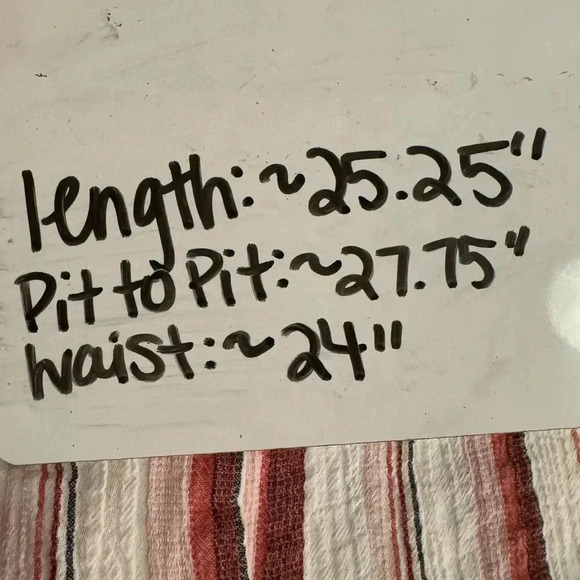 length: ~25.25"
Pit to Pit: ~27.75"
waist: ~24"